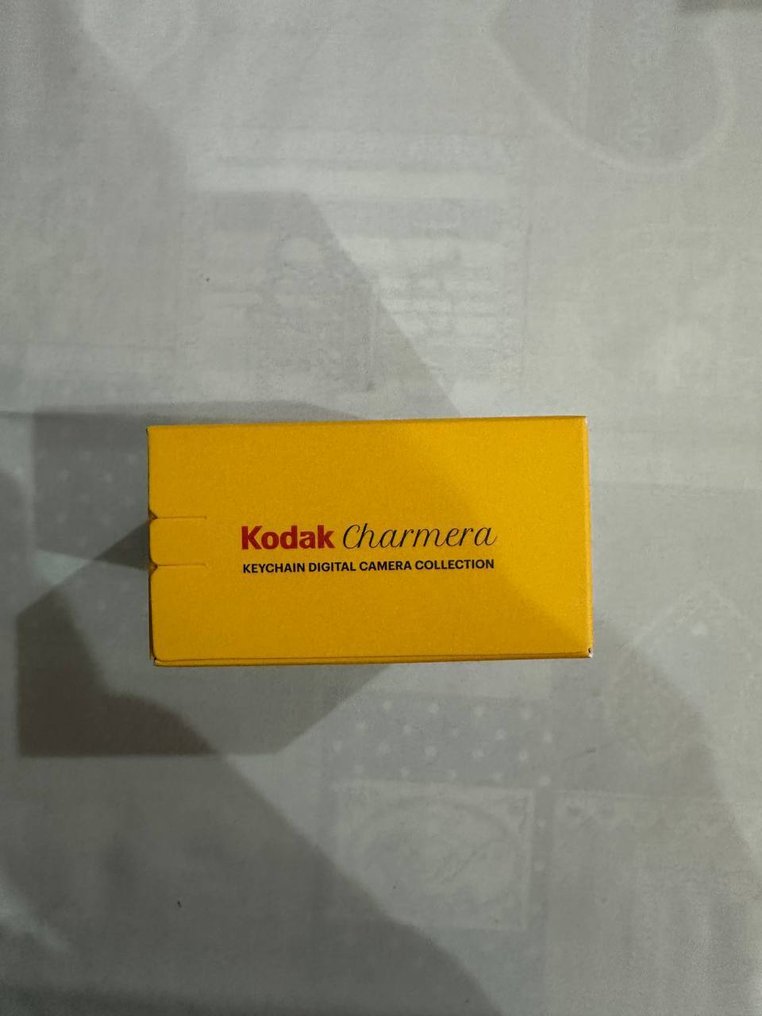 Kodak Charmera
KEYCHAIN DIGITAL CAMERA COLLECTION